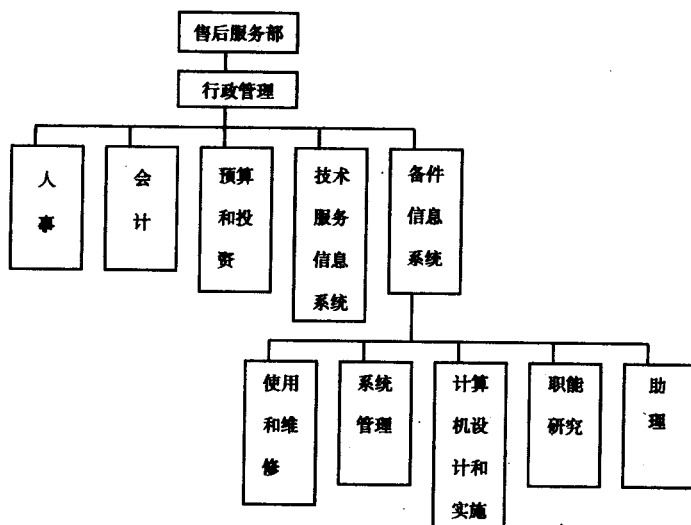 售后服务部
行政管理
人
事
会
计
预算
和投
资
技术
服务
信息
系统
备件
信息
系统
使用
和维
修
系统
管理
计算
机设
计和
实施
职能
研究
助
理